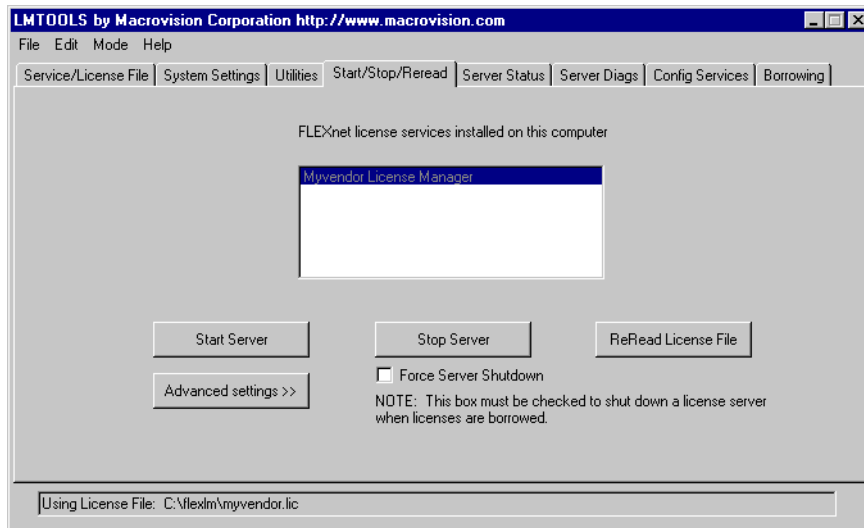 LMTOOLS by Macrovision Corporation http://www.macrovision.com
File Edit Mode Help
Service/License File System Settings Utilities Start/Stop/Reread Server Status Server Diags Config Services Borrowing
FLEXnet license services installed on this computer
Myvendor License Manager
Start Server Stop Server ReRead License File
Advanced settings >> Force Server Shutdown
NOTE: This box must be checked to shut down a license server
when licenses are borrowed.
Using License File: C:\flexlm\myvendor.lic